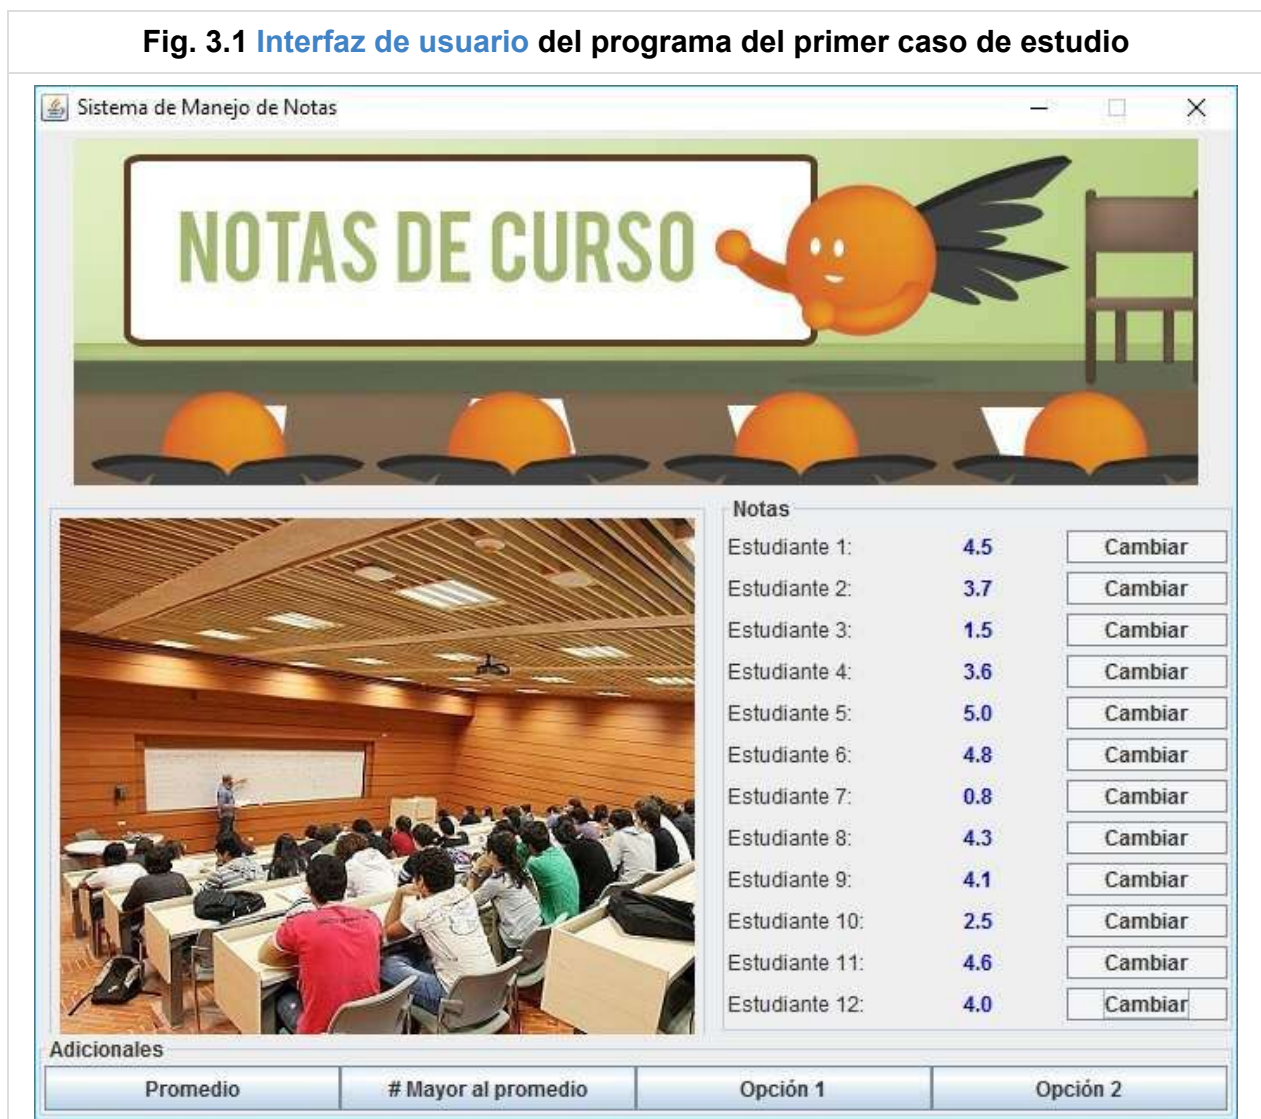 Fig. 3.1 Interfaz de usuario del programa del primer caso de estudio
Sistema de Manejo de Notas
NOTAS DE CURSO
Notas
Estudiante 1: 4.5 Cambiar
Estudiante 2: 3.7 Cambiar
Estudiante 3: 1.5 Cambiar
Estudiante 4: 3.6 Cambiar
Estudiante 5: 5.0 Cambiar
Estudiante 6: 4.8 Cambiar
Estudiante 7: 0.8 Cambiar
Estudiante 8: 4.3 Cambiar
Estudiante 9: 4.1 Cambiar
Estudiante 10: 2.5 Cambiar
Estudiante 11: 4.6 Cambiar
Estudiante 12: 4.0 Cambiar
Adicionales
Promedio # Mayor al promedio Opción 1 Opción 2